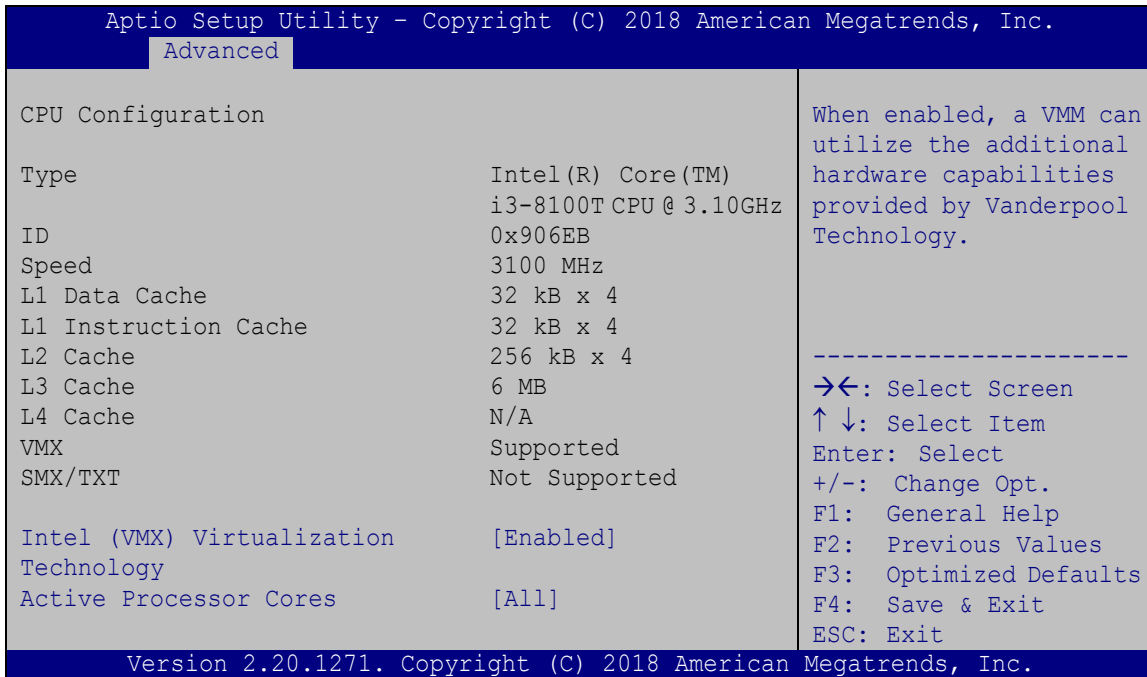 Aptio Setup Utility – Copyright (C) 2018 American Megatrends, Inc.
Advanced
CPU Configuration
Type Intel(R) Core(TM)
i3-8100T CPU @ 3.10GHz
ID 0x906EB
Speed 3100 MHz
L1 Data Cache 32 kB x 4
L1 Instruction Cache 32 kB x 4
L2 Cache 256 kB x 4
L3 Cache 6 MB
L4 Cache N/A
VMX Supported
SMX/TXT Not Supported
Intel (VMX) Virtualization [Enabled]
Technology
Active Processor Cores [All]
When enabled, a VMM can
utilize the additional
hardware capabilities
provided by Vanderpool
Technology.
----------------------
→←: Select Screen
↑ ↓: Select Item
Enter: Select
+/-: Change Opt.
F1: General Help
F2: Previous Values
F3: Optimized Defaults
F4: Save & Exit
ESC: Exit
Version 2.20.1271. Copyright (C) 2018 American Megatrends, Inc.